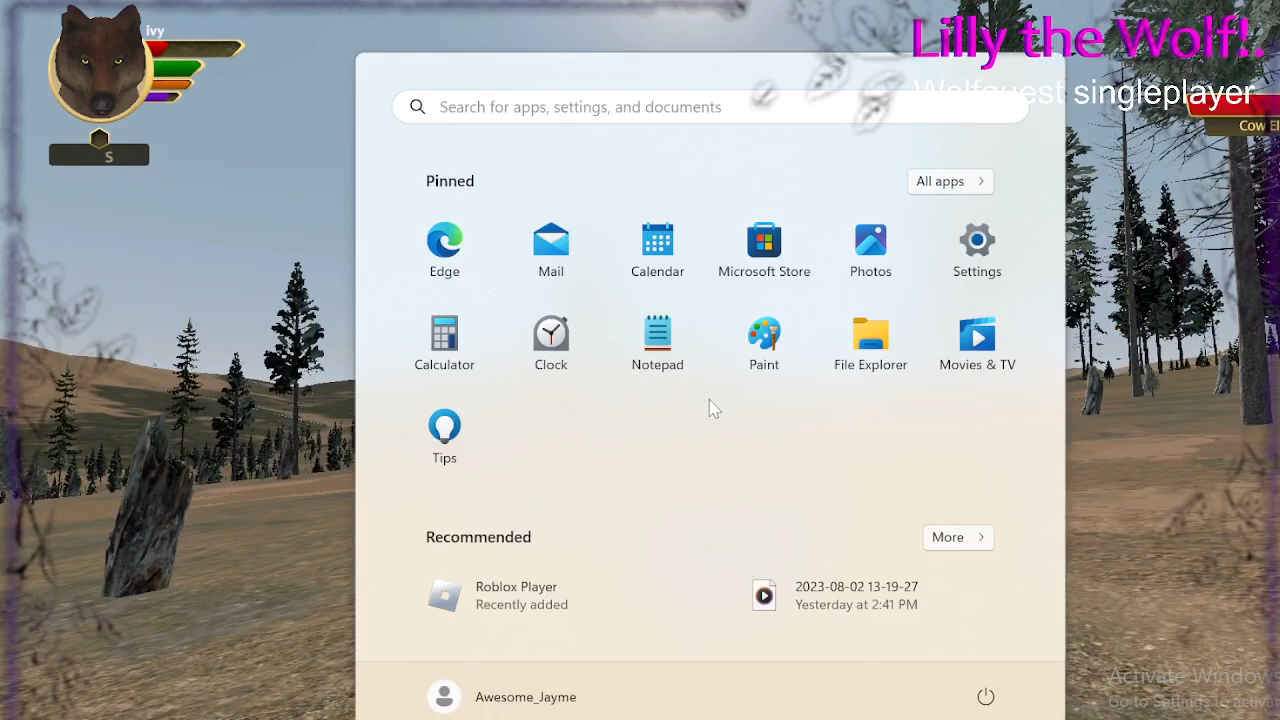 ivy
S
Lilly the Wolf!.
Wolfquest singleplayer
Cow El
Search for apps, settings, and documents
Pinned
All apps
Edge
Mail
Calendar
Microsoft Store
Photos
Settings
Calculator
Clock
Notepad
Paint
File Explorer
Movies & TV
Tips
Recommended
More
Roblox Player
Recently added
2023-08-02 13-19-27
Yesterday at 2:41 PM
Awesome_Jayme
Activate Windows
Go to Settings to activa